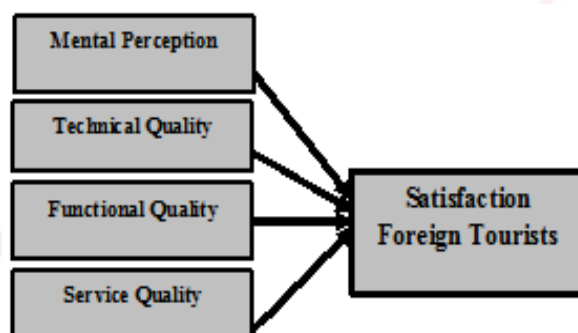 Mental Perception
Technical Quality
Functional Quality
Service Quality
Satisfaction
Foreign Tourists